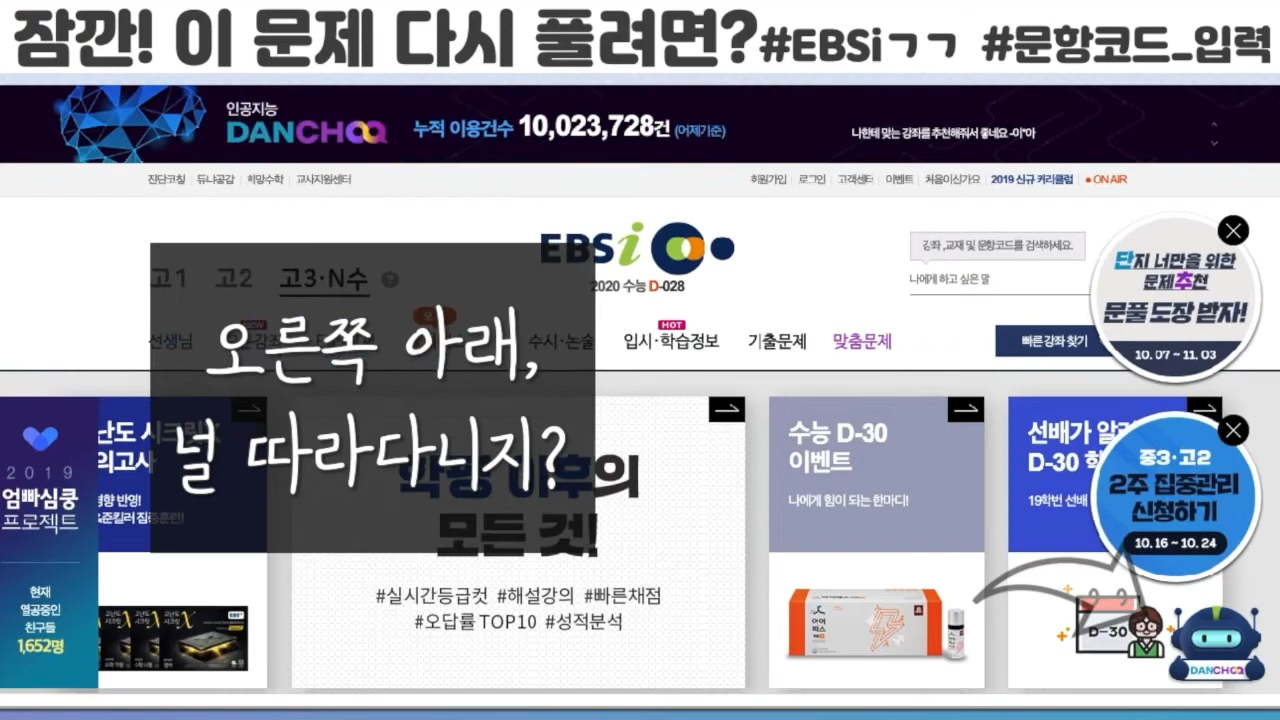 잠깐! 이 문제 다시 풀려면? #EBSiㄱㄱ #문항코드_입력
인공지능
DANCHOO
누적 이용건수 10,023,728건 (어제기준)
나한테 맞는 강좌를 추천해줘서 좋네요 -이*아
진단코칭 듀나공감 희망수학 교사지원센터
회원가입 로그인 고객센터 이벤트 처음이신가요 2019 신규 커리큘럼 ON AIR
EBSi
2020 수능 D-028
고1 고2 고3·N수
강좌 ,교재 및 문항코드를 검색하세요.
나에게 하고 싶은 말
선생님
NEW
수시·논술
HOT
입시·학습정보
기출문제
맞춤문제
빠른 강좌 찾기
단지 너만을 위한
문제추천
문풀 도장 받자!
10. 07 ~ 11. 03
오른쪽 아래,
널 따라다니지?
2019
엄빠심쿵
프로젝트
현재
열공중인
친구들
1,652명
의
모든 것!
#실시간등급컷 #해설강의 #빠른채점
#오답률 TOP10 #성적분석
수능 D-30
이벤트
나에게 힘이 되는 한마디!
선배가
D-30
19학번 선배
중3·고2
2주 집중관리
신청하기
10.16 ~ 10. 24
D-30
DANCHOO